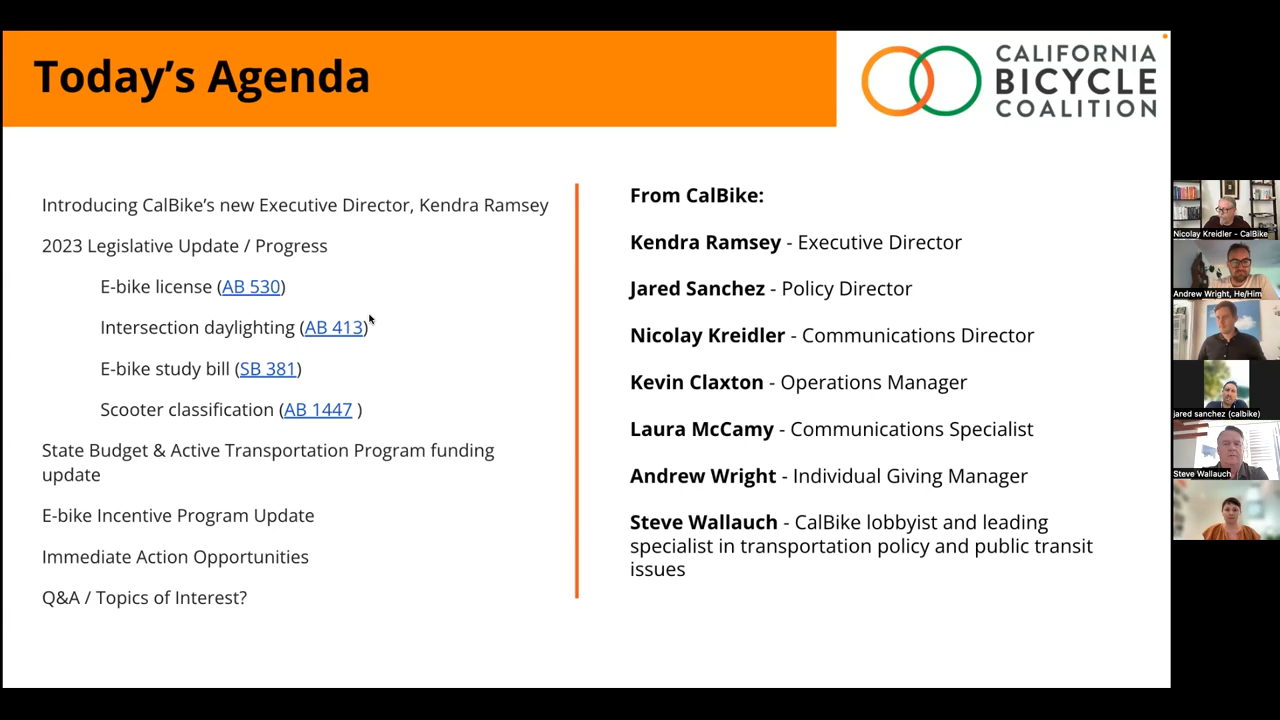 Today's Agenda
CALIFORNIA
BICYCLE
COALITION
Introducing CalBike's new Executive Director, Kendra Ramsey
2023 Legislative Update / Progress
E-bike license (AB 530)
Intersection daylighting (AB 413)
E-bike study bill (SB 381)
Scooter classification (AB 1447 )
State Budget & Active Transportation Program funding
update
E-bike Incentive Program Update
Immediate Action Opportunities
Q&A / Topics of Interest?
From CalBike:
Kendra Ramsey - Executive Director
Jared Sanchez - Policy Director
Nicolay Kreidler - Communications Director
Kevin Claxton - Operations Manager
Laura McCamy - Communications Specialist
Andrew Wright - Individual Giving Manager
Steve Wallauch - CalBike lobbyist and leading
specialist in transportation policy and public transit
issues
Nicolay Kreidler - CalBike
Andrew Wright, He/Him
jared sanchez (calbike)
Steve Wallauch